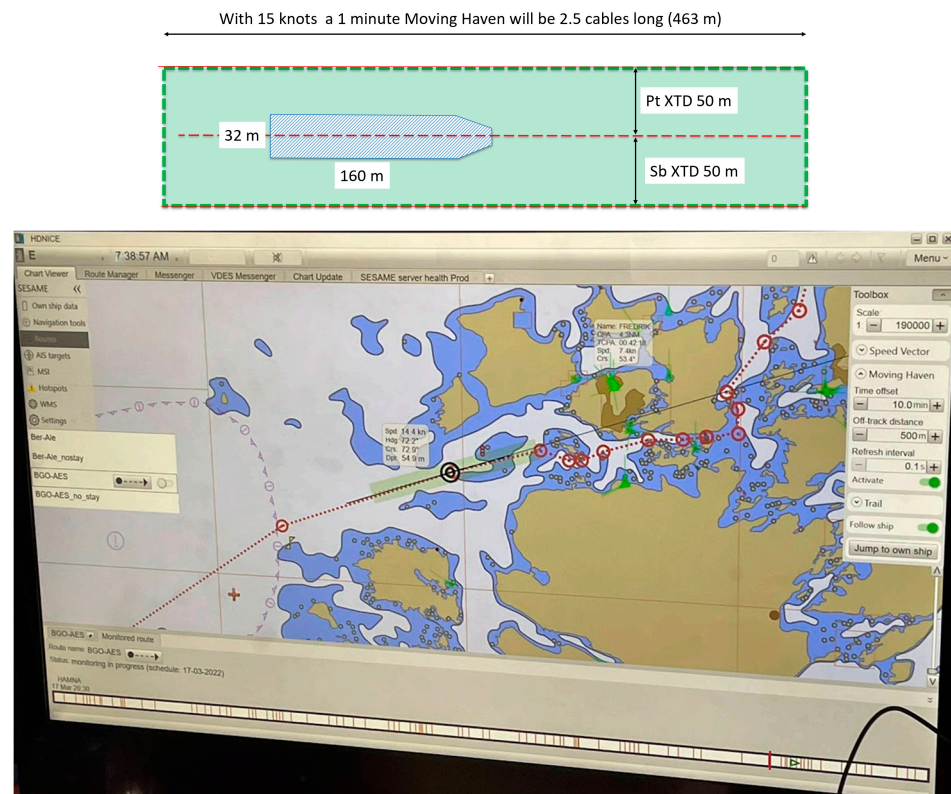 With 15 knots a 1 minute Moving Haven will be 2.5 cables long (463 m)
Pt XTD 50 m
32 m
160 m
Sb XTD 50 m
HDNICE
E
7:38:57 AM
0
Menu
Chart Viewer
Route Manager
Messenger
VDES Messenger
Chart Update
SESAME server health Prod
+
SESAME
Own ship data
Navigation tools
Routes
AIS targets
MSI
Hotspots
WMS
Settings
Ber-Ale
Ber-Ale_nostay
BGO-AES
BGO-AES_no_stay
Name: FREDRIK
CPA: 4.3NM
TCPA: 00:42:18
Spd: 7.4kn
Crs: 53.4°
Spd: 14.4 kn
Hdg: 72.2°
Crs: 72.9°
Dpt: 54.9 m
Toolbox
Scale:
1: 190000
Speed Vector
Moving Haven
Time offset
10.0 min
Off-track distance
500 m
Refresh interval
0.1 s
Activate
Trail
Follow ship
Jump to own ship
BGO-AES
Monitored route
Route name: BGO-AES
Status: monitoring in progress (schedule: 17-03-2022)
HAMNA
17 Mar 20:30